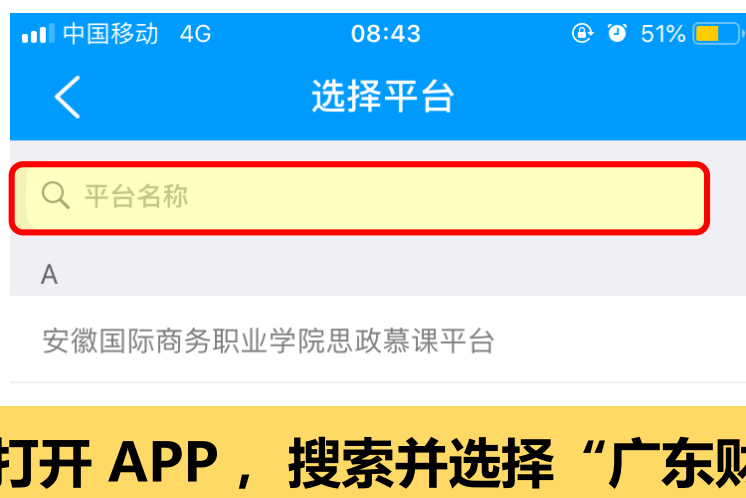 中国移动 4G 08:43 51%
选择平台
平台名称
A
安徽国际商务职业学院思政慕课平台
打开 APP ，搜索并选择“广东财